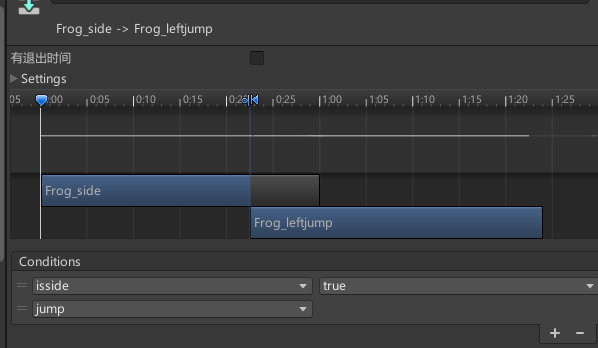 Frog_side -> Frog_leftjump
有退出时间
Settings
:05 0:00 0:05 0:10 0:15 0:20 0:25 1:00 1:05 1:10 1:15 1:20 1:25
Frog_side
Frog_leftjump
Conditions
isside true
jump
+ −